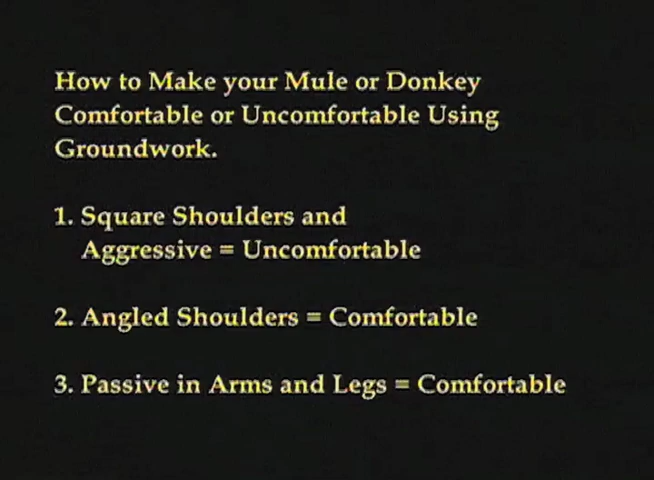 How to Make your Mule or Donkey
Comfortable or Uncomfortable Using
Groundwork.
1. Square Shoulders and
Aggressive = Uncomfortable
2. Angled Shoulders = Comfortable
3. Passive in Arms and Legs = Comfortable